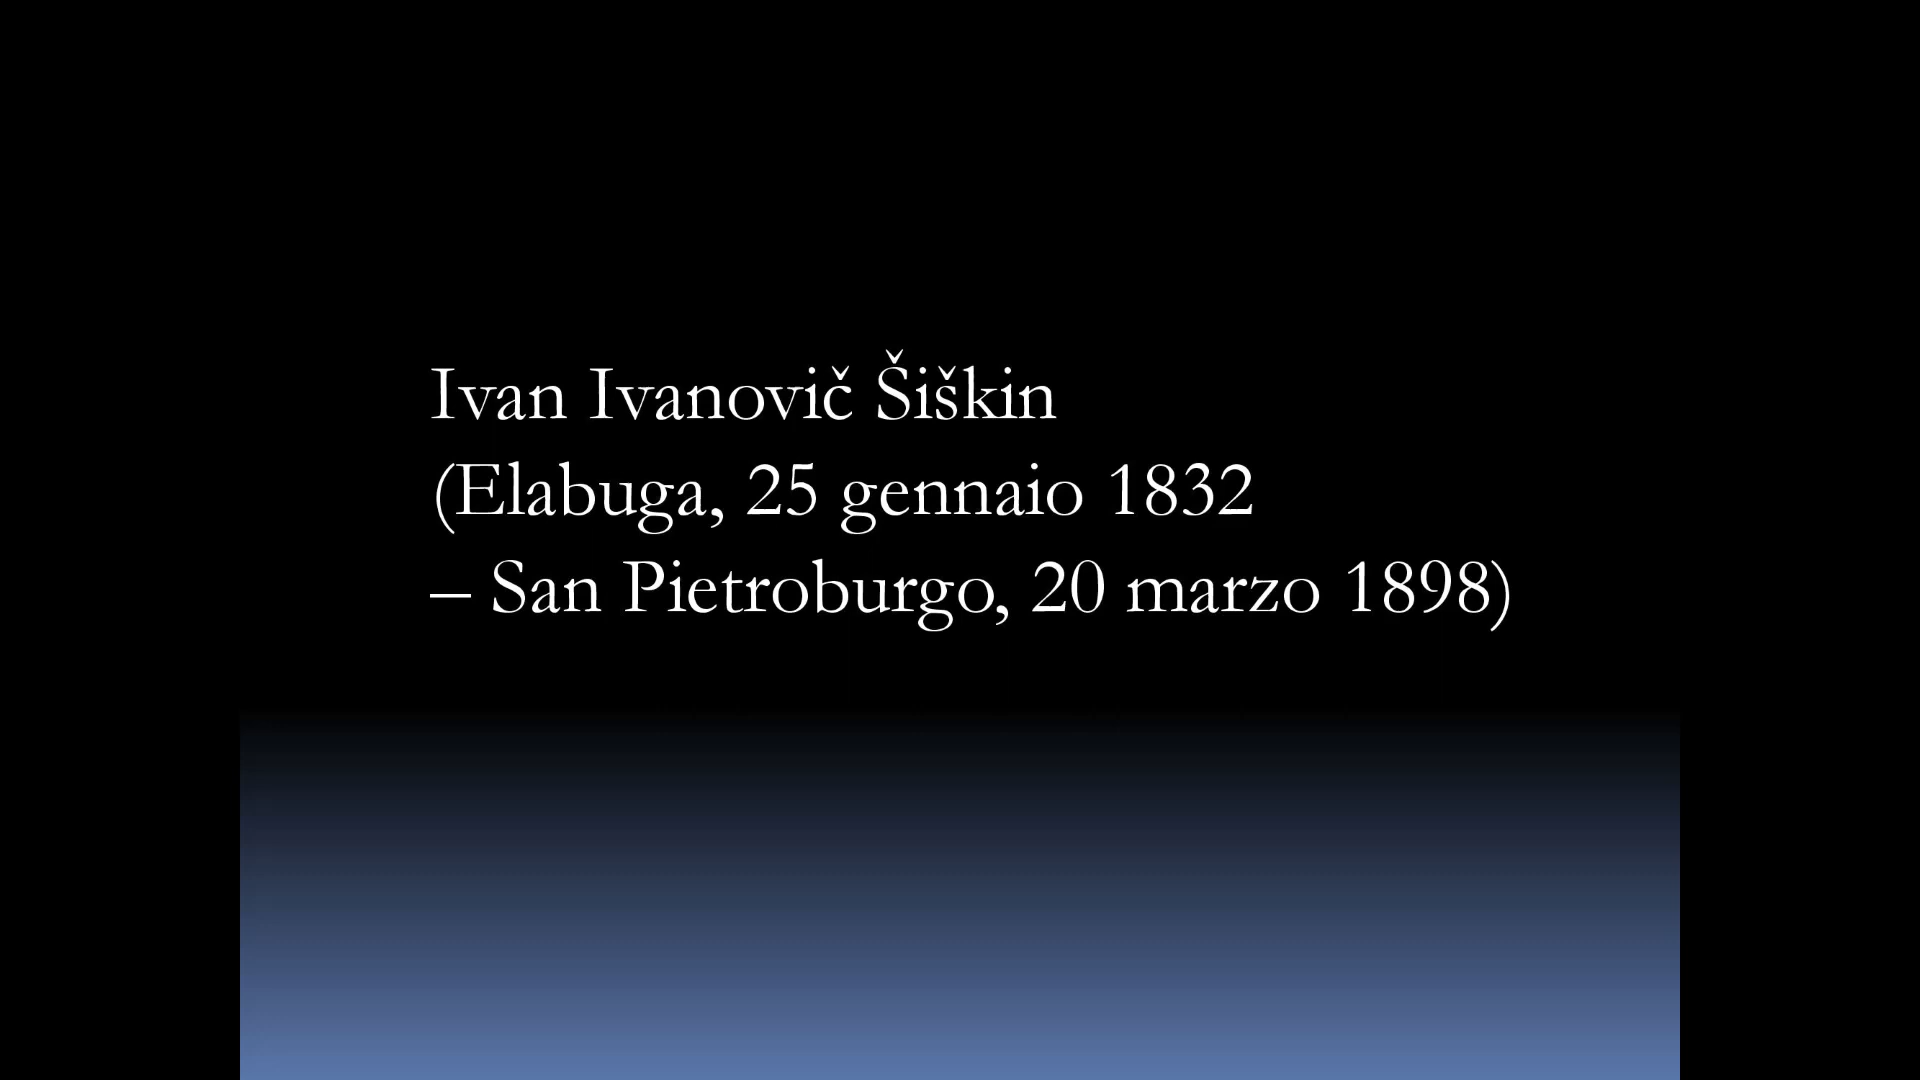 Ivan Ivanovič Šiškin
(Elabuga, 25 gennaio 1832
– San Pietroburgo, 20 marzo 1898)